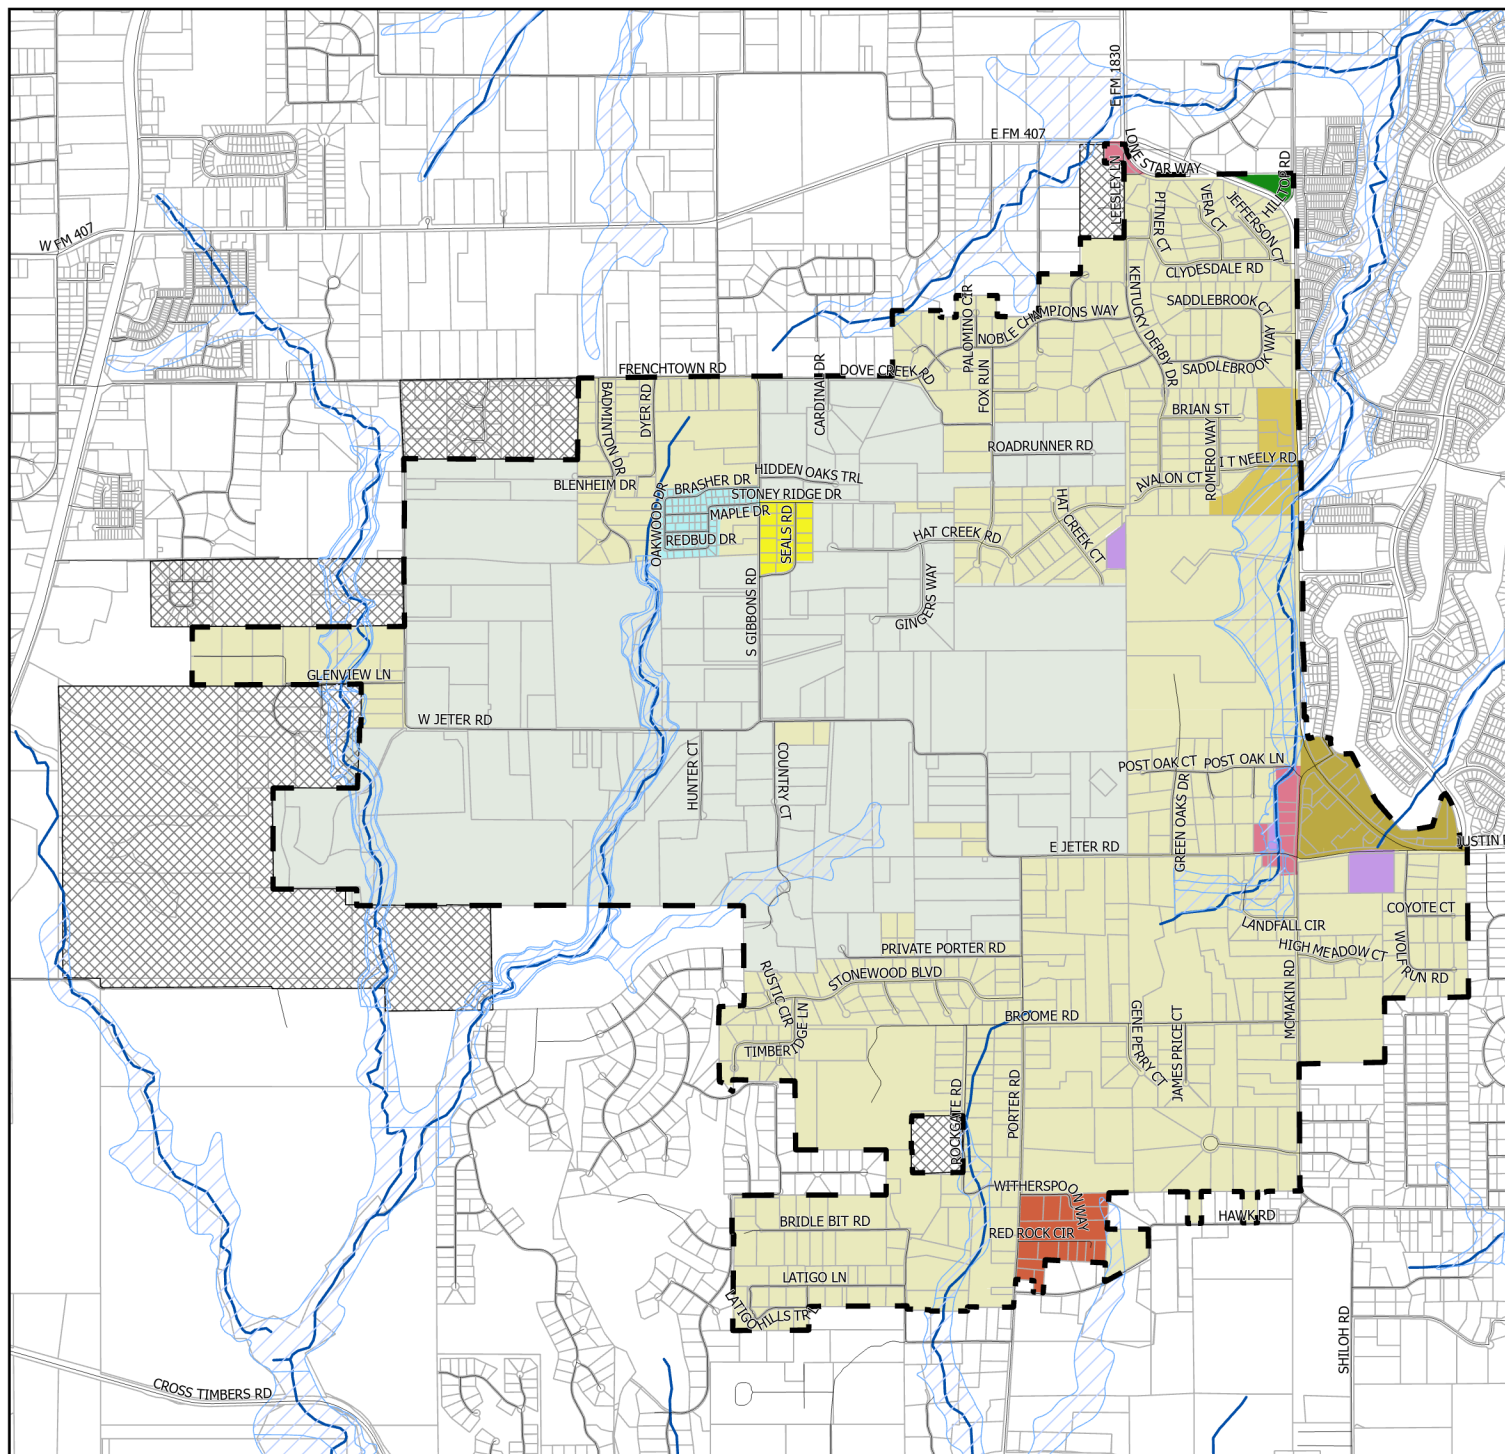 E FM 1830
E FM 407
LONE STAR WAY
LEESLEY LN
HILLTOP RD
PITNER CT
VERA CT
JEFFERSON CT
W FM 407
CLYDESDALE RD
KENTUCKY DERBY DR
SADDLEBROOK CT
PALOMINO CIR
NOBLE CHAMPIONS WAY
SADDLEBROOK WAY
FRENCHTOWN RD
CARDINAL DR
DOVE CREEK RD
FOX RUN
BADMINTON DR
DYER RD
BRIAN ST
ROMERO WAY
ROADRUNNER RD
I T NEELY RD
HIDDEN OAKS TRL
BLENHEIM DR
BRASHER DR
AVALON CT
STONEY RIDGE DR
OAKWOOD DR
MAPLE DR
SEALS RD
HAT CREEK CT
REDBUD DR
HAT CREEK RD
S GIBBONS RD
GINGERS WAY
GLENVIEW LN
W JETER RD
HUNTER CT
COUNTRY CT
POST OAK CT
POST OAK LN
GREEN OAKS DR
E JETER RD
JUSTIN R
COYOTE CT
LANDFALL CIR
HIGH MEADOW CT
WOLF RUN RD
PRIVATE PORTER RD
RUSTIC CIR
STONEWOOD BLVD
MCMAKIN RD
BROOME RD
TIMBERIDGE LN
GENE PERRY CT
JAMES PRICE CT
ROCKGATE RD
PORTER RD
WITHERSPOON WAY
BRIDLE BIT RD
HAWK RD
RED ROCK CIR
LATIGO LN
LATIGO HILLS TRL
SHILOH RD
CROSS TIMBERS RD